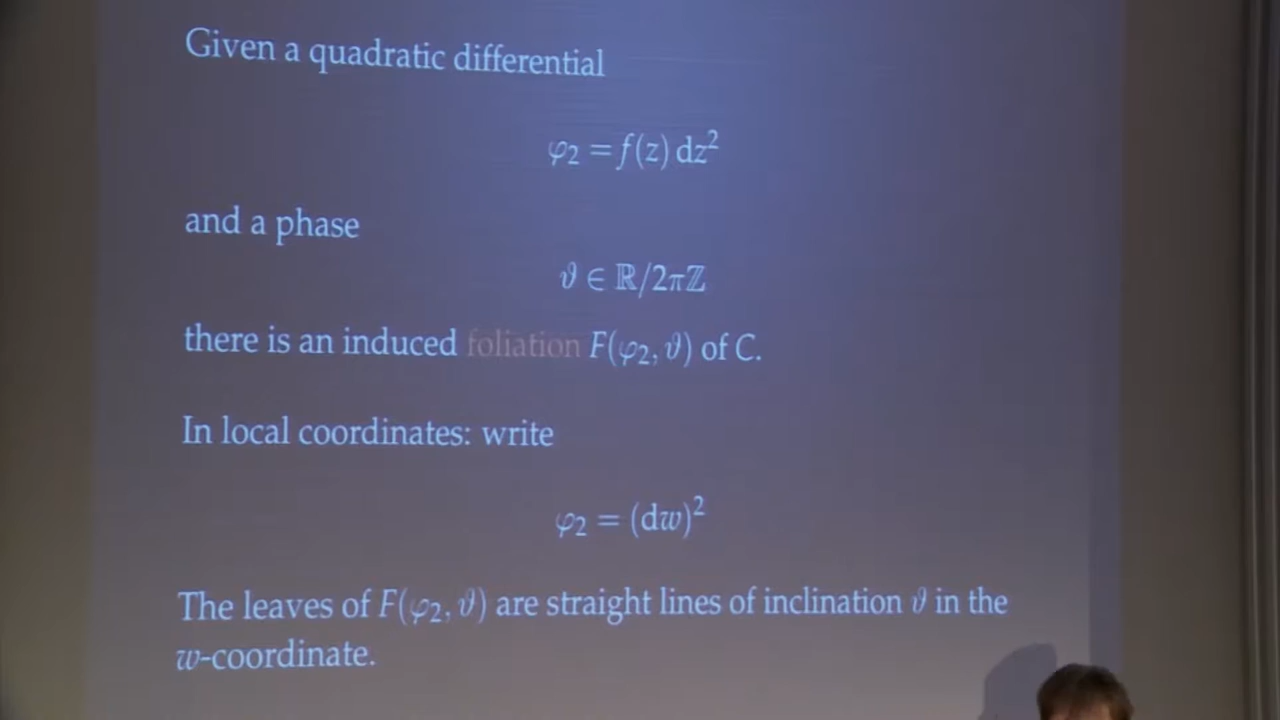 Given a quadratic differential
φ₂ = f(z) dz²
and a phase
ϑ ∈ ℝ/2πℤ
there is an induced foliation F(φ₂, ϑ) of C.
In local coordinates: write
φ₂ = (dw)²
The leaves of F(φ₂, ϑ) are straight lines of inclination ϑ in the
w-coordinate.